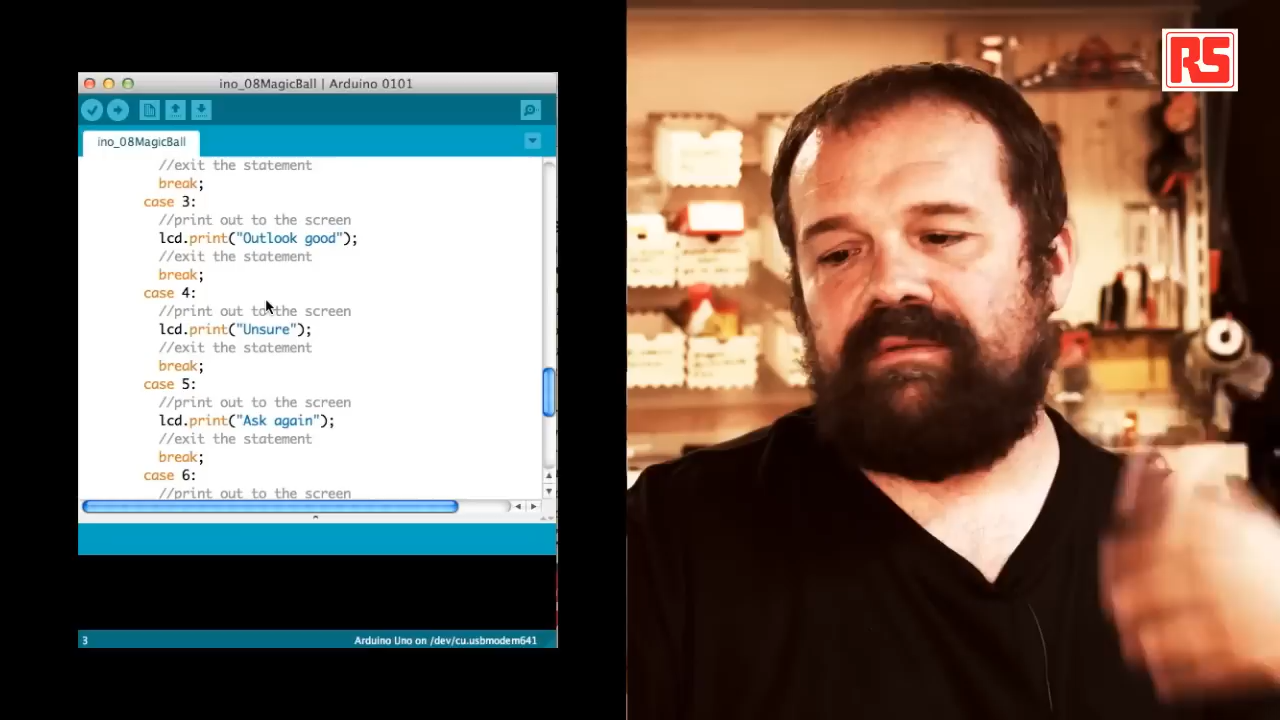 ino_08MagicBall | Arduino 0101
ino_08MagicBall
//exit the statement
break;
case 3:
//print out to the screen
lcd.print("Outlook good");
//exit the statement
break;
case 4:
//print out to the screen
lcd.print("Unsure");
//exit the statement
break;
case 5:
//print out to the screen
lcd.print("Ask again");
//exit the statement
break;
case 6:
//print out to the screen
3
Arduino Uno on /dev/cu.usbmodem641
RS